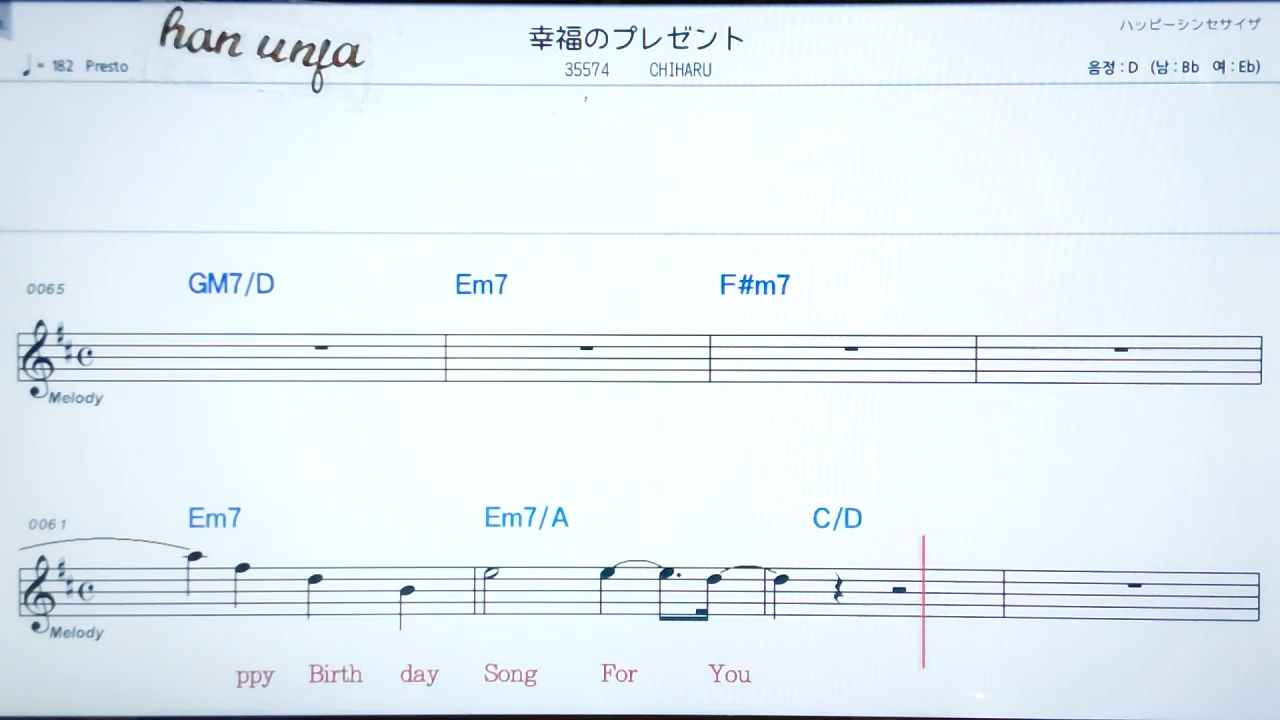 han unfa
幸福のプレゼント
ハッピーシンセサイザ
♩ = 182 Presto
35574 CHIHARU
음정 : D (남 : Bb 여 : Eb)
0065
GM7/D Em7 F#m7
Melody
0061
Em7 Em7/A C/D
Melody
ppy Birth day Song For You